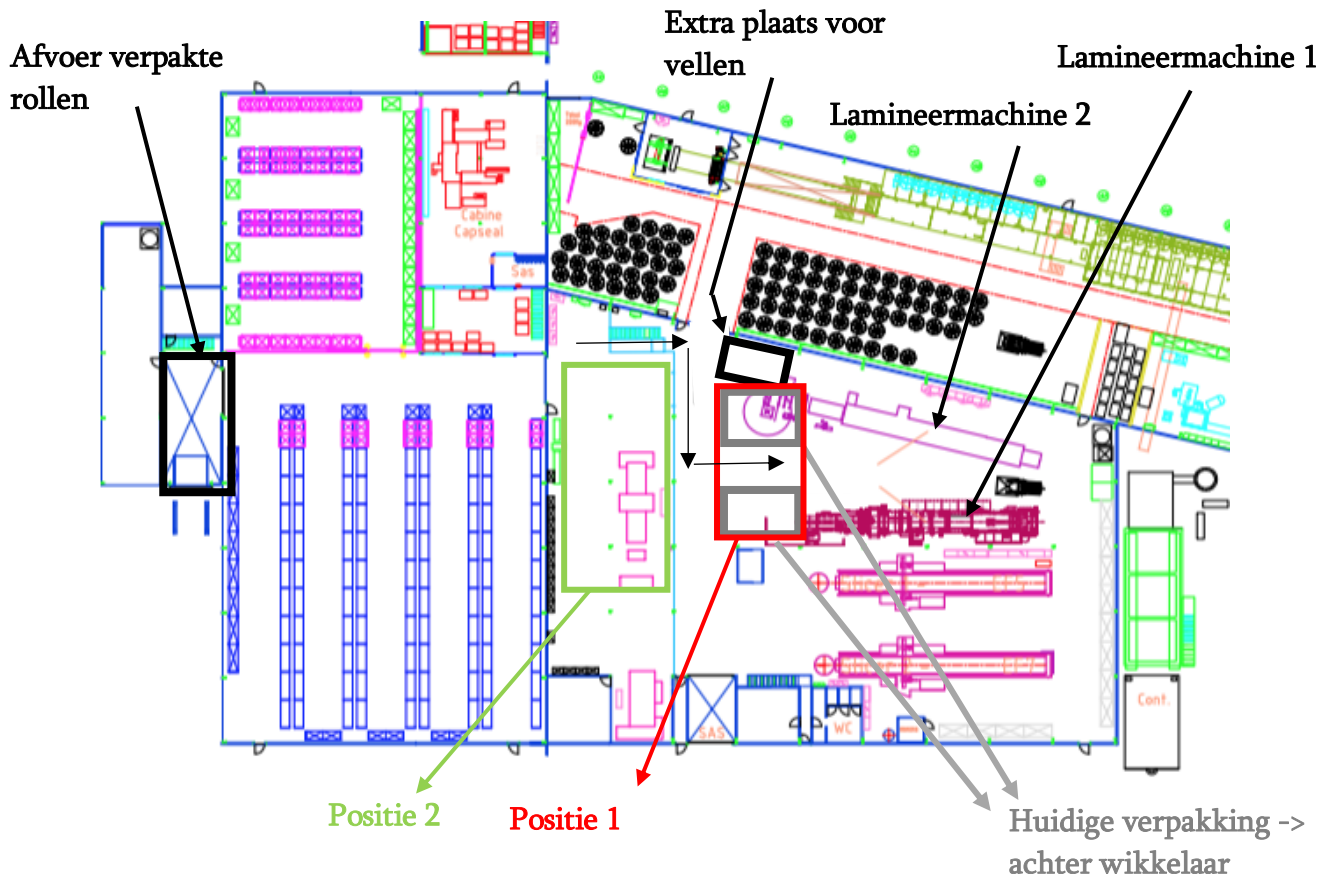 Extra plaats voor
vellen
Afvoer verpakte
rollen
Lamineermachine 1
Lamineermachine 2
Cabine
Capseal
Sas
Cont.
SAS
WC
Positie 2
Positie 1
Huidige verpakking ->
achter wikkelaar